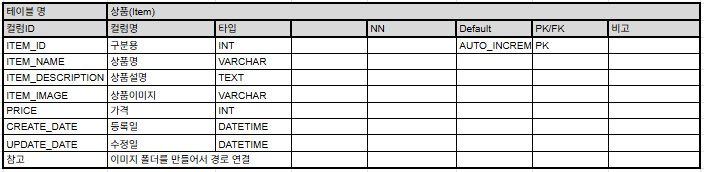 테이블 명 상품(Item)
컬럼ID 컬럼명 타입 NN Default PK/FK 비고
ITEM_ID 구분용 INT AUTO_INCREM PK
ITEM_NAME 상품명 VARCHAR
ITEM_DESCRIPTION 상품설명 TEXT
ITEM_IMAGE 상품이미지 VARCHAR
PRICE 가격 INT
CREATE_DATE 등록일 DATETIME
UPDATE_DATE 수정일 DATETIME
참고 이미지 폴더를 만들어서 경로 연결